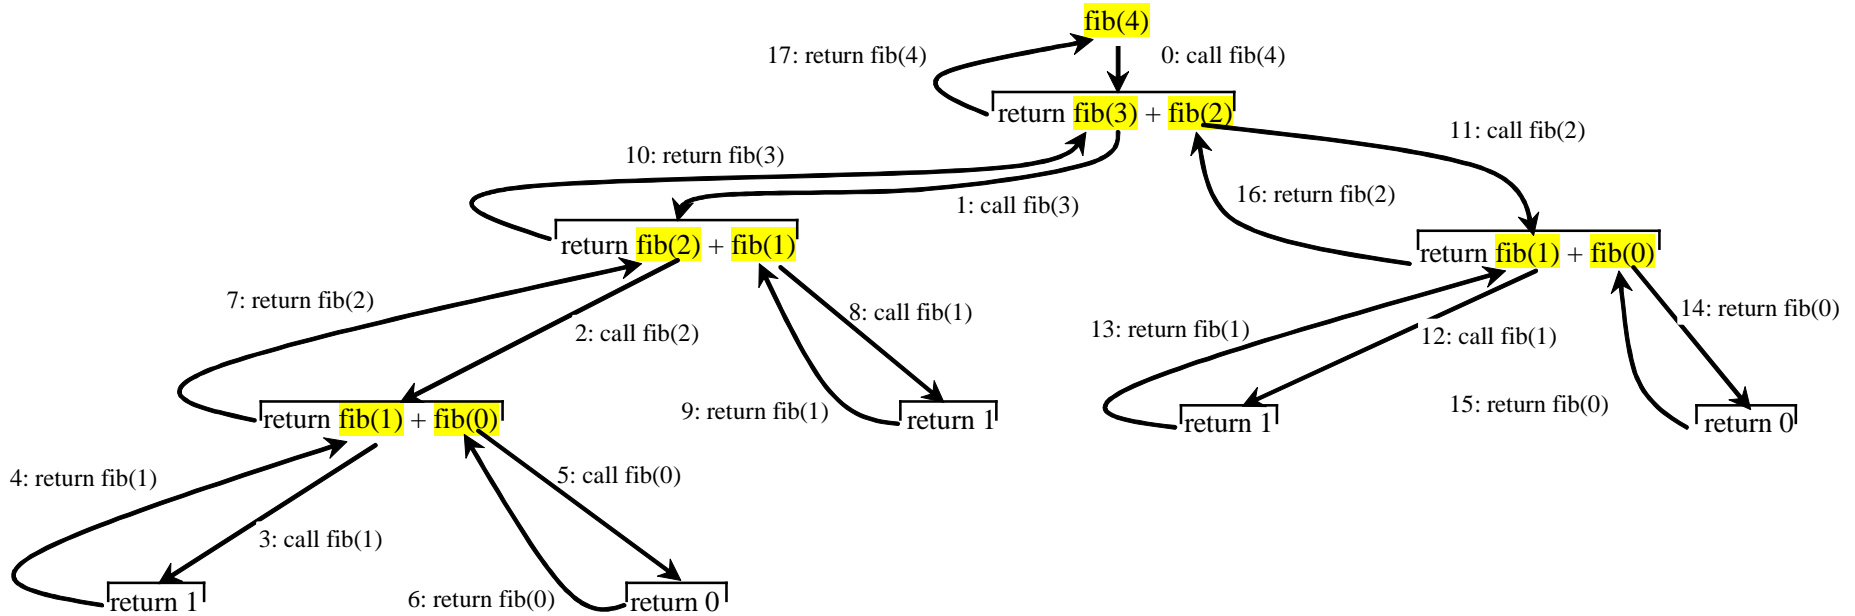 fib(4)
17: return fib(4)
0: call fib(4)
return fib(3) + fib(2)
11: call fib(2)
10: return fib(3)
1: call fib(3)
16: return fib(2)
return fib(2) + fib(1)
return fib(1) + fib(0)
7: return fib(2)
2: call fib(2)
8: call fib(1)
13: return fib(1)
12: call fib(1)
14: return fib(0)
9: return fib(1)
15: return fib(0)
return fib(1) + fib(0)
return 1
return 1
return 0
4: return fib(1)
5: call fib(0)
3: call fib(1)
6: return fib(0)
return 1
return 0